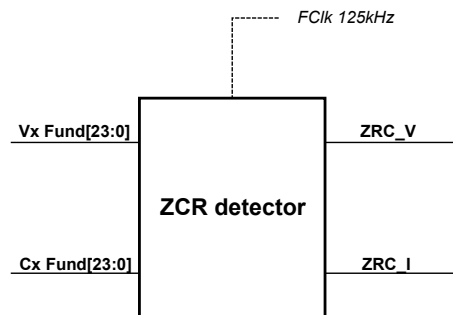 FClk 125kHz
Vx Fund[23:0]
ZRC_V
ZCR detector
Cx Fund[23:0]
ZRC_I